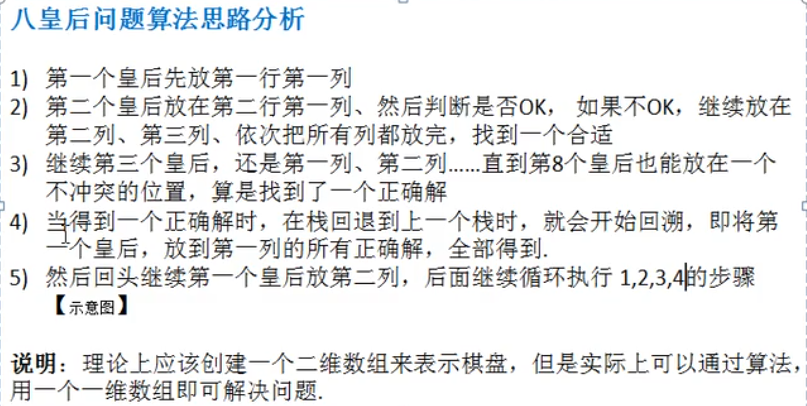 八皇后问题算法思路分析
1) 第一个皇后先放第一行第一列
2) 第二个皇后放在第二行第一列、然后判断是否OK， 如果不OK，继续放在
第二列、第三列、依次把所有列都放完，找到一个合适
3) 继续第三个皇后，还是第一列、第二列……直到第8个皇后也能放在一个
不冲突的位置，算是找到了一个正确解
4) 当得到一个正确解时，在栈回退到上一个栈时，就会开始回溯，即将第
一个皇后，放到第一列的所有正确解，全部得到.
5) 然后回头继续第一个皇后放第二列，后面继续循环执行 1,2,3,4的步骤
【示意图】
说明：理论上应该创建一个二维数组来表示棋盘，但是实际上可以通过算法，
用一个一维数组即可解决问题.